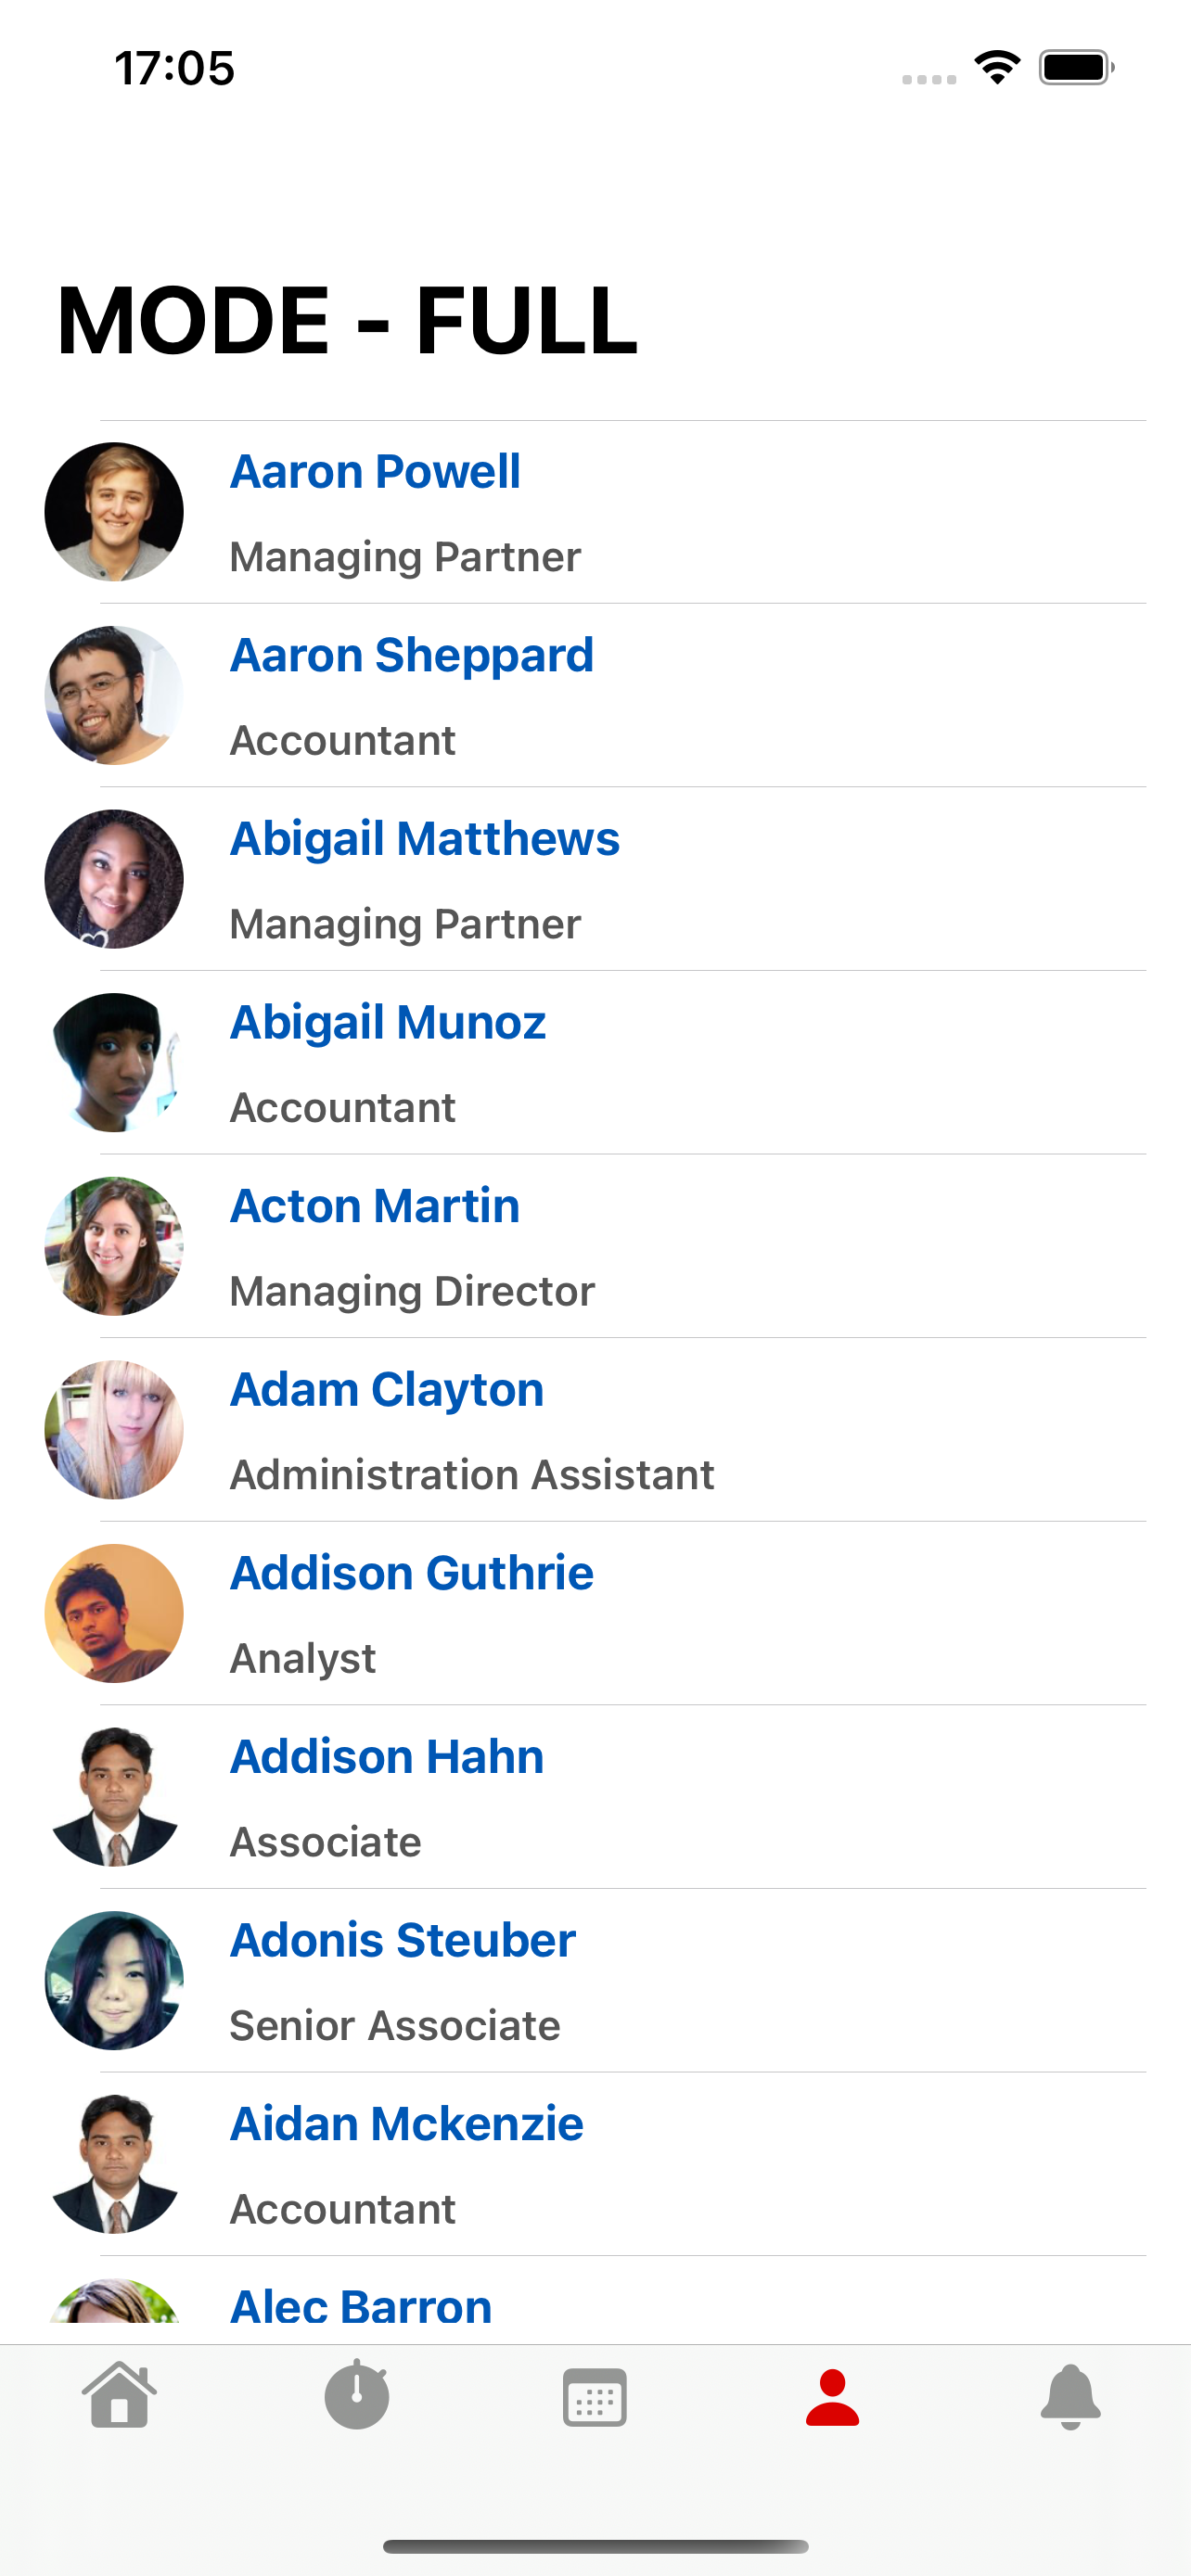 17:05
MODE - FULL
Aaron Powell
Managing Partner
Aaron Sheppard
Accountant
Abigail Matthews
Managing Partner
Abigail Munoz
Accountant
Acton Martin
Managing Director
Adam Clayton
Administration Assistant
Addison Guthrie
Analyst
Addison Hahn
Associate
Adonis Steuber
Senior Associate
Aidan Mckenzie
Accountant
Alec Barron